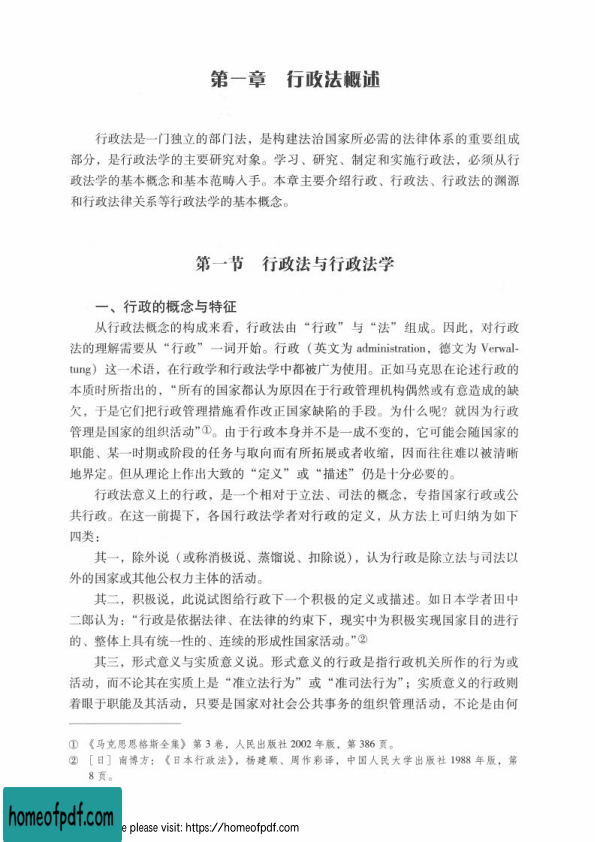 第一章 行政法概述
行政法是一门独立的部门法，是构建法治国家所必需的法律体系的重要组成
部分，是行政法学的主要研究对象。学习、研究、制定和实施行政法，必须从行
政法学的基本概念和基本范畴入手。本章主要介绍行政、行政法、行政法的渊源
和行政法律关系等行政法学的基本概念。
第一节 行政法与行政法学
一、行政的概念与特征
从行政法概念的构成来看，行政法由“行政”与“法”组成。因此，对行政
法的理解需要从“行政”一词开始。行政（英文为 administration，德文为 Verwal-
tung）这一术语，在行政学和行政法学中都被广为使用。正如马克思在论述行政的
本质时所指出的，“所有的国家都认为原因在于行政管理机构偶然或有意造成的缺
欠，于是它们把行政管理措施看作改正国家缺陷的手段。为什么呢？就因为行政
管理是国家的组织活动”①。由于行政本身并不是一成不变的，它可能会随国家的
职能、某一时期或阶段的任务与取向而有所拓展或者收缩，因而往往难以被清晰
地界定。但从理论上作出大致的“定义”或“描述”仍是十分必要的。
行政法意义上的行政，是一个相对于立法、司法的概念，专指国家行政或公
共行政。在这一前提下，各国行政法学者对行政的定义，从方法上可归纳为如下
四类：
其一，除外说（或称消极说、蒸馏说、扣除说），认为行政是除立法与司法以
外的国家或其他公权力主体的活动。
其二，积极说，此说试图给行政下一个积极的定义或描述。如日本学者田中
二郎认为：“行政是依据法律、在法律的约束下，现实中为积极实现国家目的进行
的、整体上具有统一性的、连续的形成性国家活动。”②
其三，形式意义与实质意义说。形式意义的行政是指行政机关所作的行为或
活动，而不论其在实质上是“准立法行为”或“准司法行为”；实质意义的行政则
着眼于职能及其活动，只要是国家对社会公共事务的组织管理活动，不论是由何
① 《马克思恩格斯全集》第 3 卷，人民出版社 2002 年版，第 386 页。
② ［日］南博方：《日本行政法》，杨建顺、周作彩译，中国人民大学出版社 1988 年版，第
8 页。
homeofpdf.com
e please visit: https://homeofpdf.com